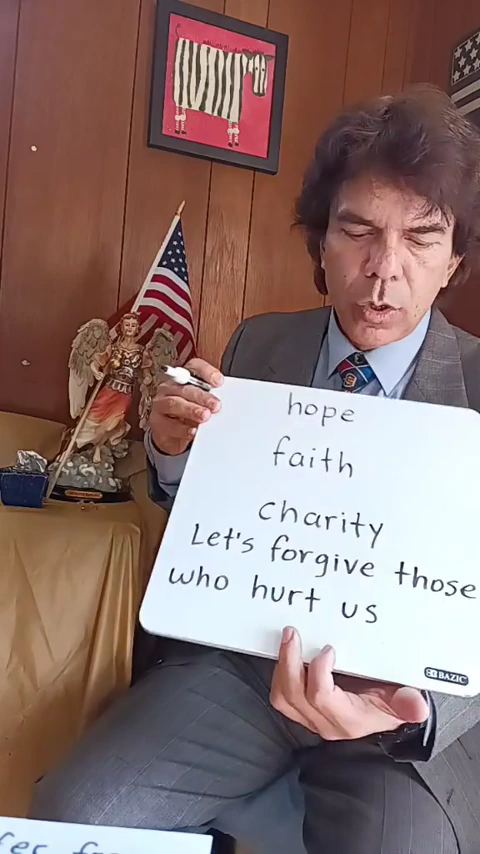 hope
faith
charity
Let's forgive those
who hurt us
BAZIC